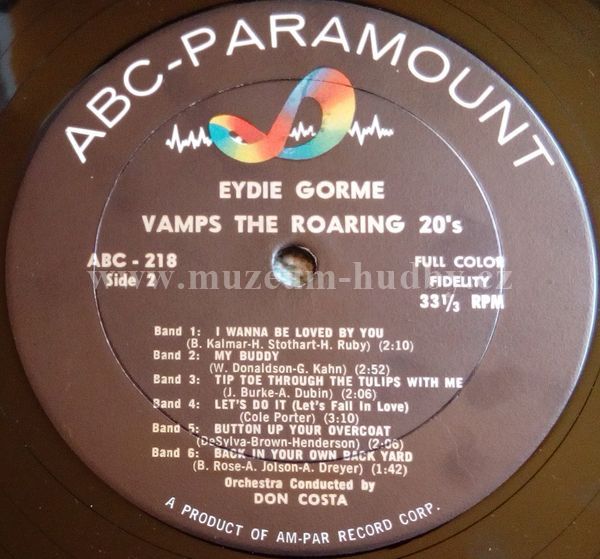 ABC-PARAMOUNT
EYDIE GORME
VAMPS THE ROARING 20's
ABC - 218
Side 2
FULL COLOR
FIDELITY
33 1/3 RPM
www.muzeum-hudby.cz
Band 1: I WANNA BE LOVED BY YOU
(B. Kalmar-H. Stothart-H. Ruby) (2:10)
Band 2: MY BUDDY
(W. Donaldson-G. Kahn) (2:52)
Band 3: TIP TOE THROUGH THE TULIPS WITH ME
(J. Burke-A. Dubin) (2:06)
Band 4: LET'S DO IT (Let's Fall In Love)
(Cole Porter) (3:10)
Band 5: BUTTON UP YOUR OVERCOAT
(DeSylva-Brown-Henderson) (2:06)
Band 6: BACK IN YOUR OWN BACK YARD
(B. Rose-A. Jolson-A. Dreyer) (1:42)
Orchestra Conducted by
DON COSTA
A PRODUCT OF AM-PAR RECORD CORP.